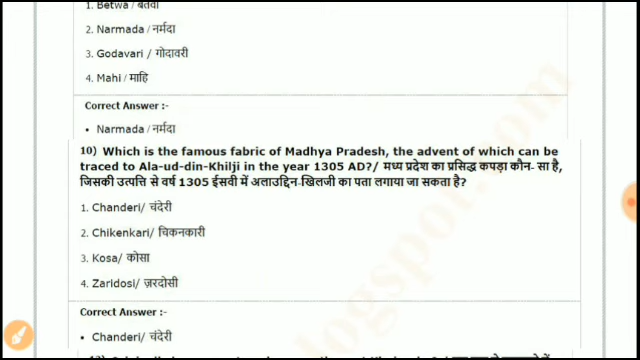 1. Betwa / बेतवा
2. Narmada / नर्मदा
3. Godavari / गोदावरी
4. Mahi / माहि
Correct Answer :-
• Narmada / नर्मदा
10) Which is the famous fabric of Madhya Pradesh, the advent of which can be
traced to Ala-ud-din-Khilji in the year 1305 AD?/ मध्य प्रदेश का प्रसिद्ध कपड़ा कौन- सा है,
जिसकी उत्पत्ति से वर्ष 1305 ईसवी में अलाउद्दिन-खिलजी का पता लगाया जा सकता है?
1. Chanderi/ चंदेरी
2. Chikenkari/ चिकनकारी
3. Kosa/ कोसा
4. Zaridosi/ ज़रदोसी
Correct Answer :-
• Chanderi/ चंदेरी